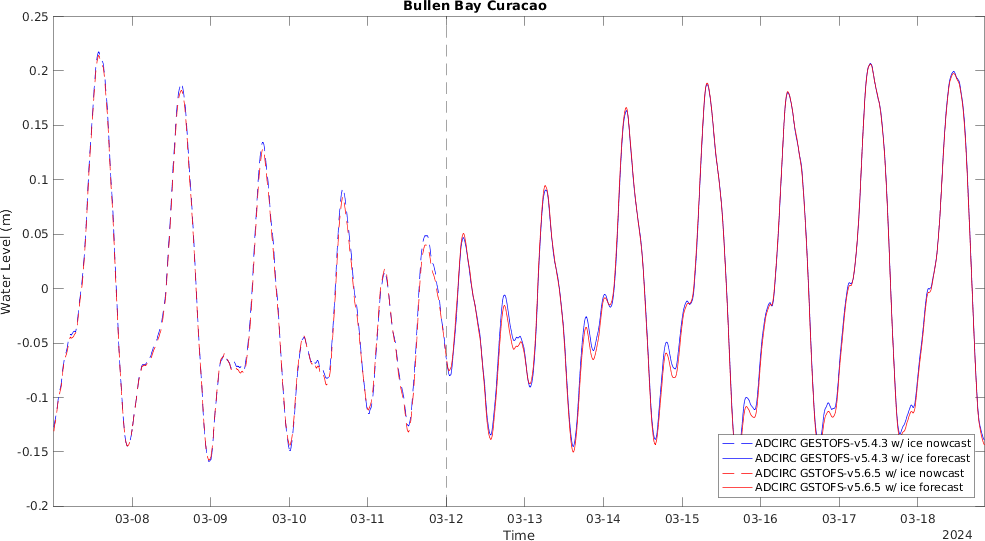 Bullen Bay Curacao
0.25
0.2
0.15
0.1
0.05
0
-0.05
-0.1
-0.15
-0.2
Water Level (m)
ADCIRC GESTOFS-v5.4.3 w/ ice nowcast
ADCIRC GESTOFS-v5.4.3 w/ ice forecast
ADCIRC GSTOFS-v5.6.5 w/ ice nowcast
ADCIRC GSTOFS-v5.6.5 w/ ice forecast
03-08 03-09 03-10 03-11 03-12 03-13 03-14 03-15 03-16 03-17 03-18
Time
2024